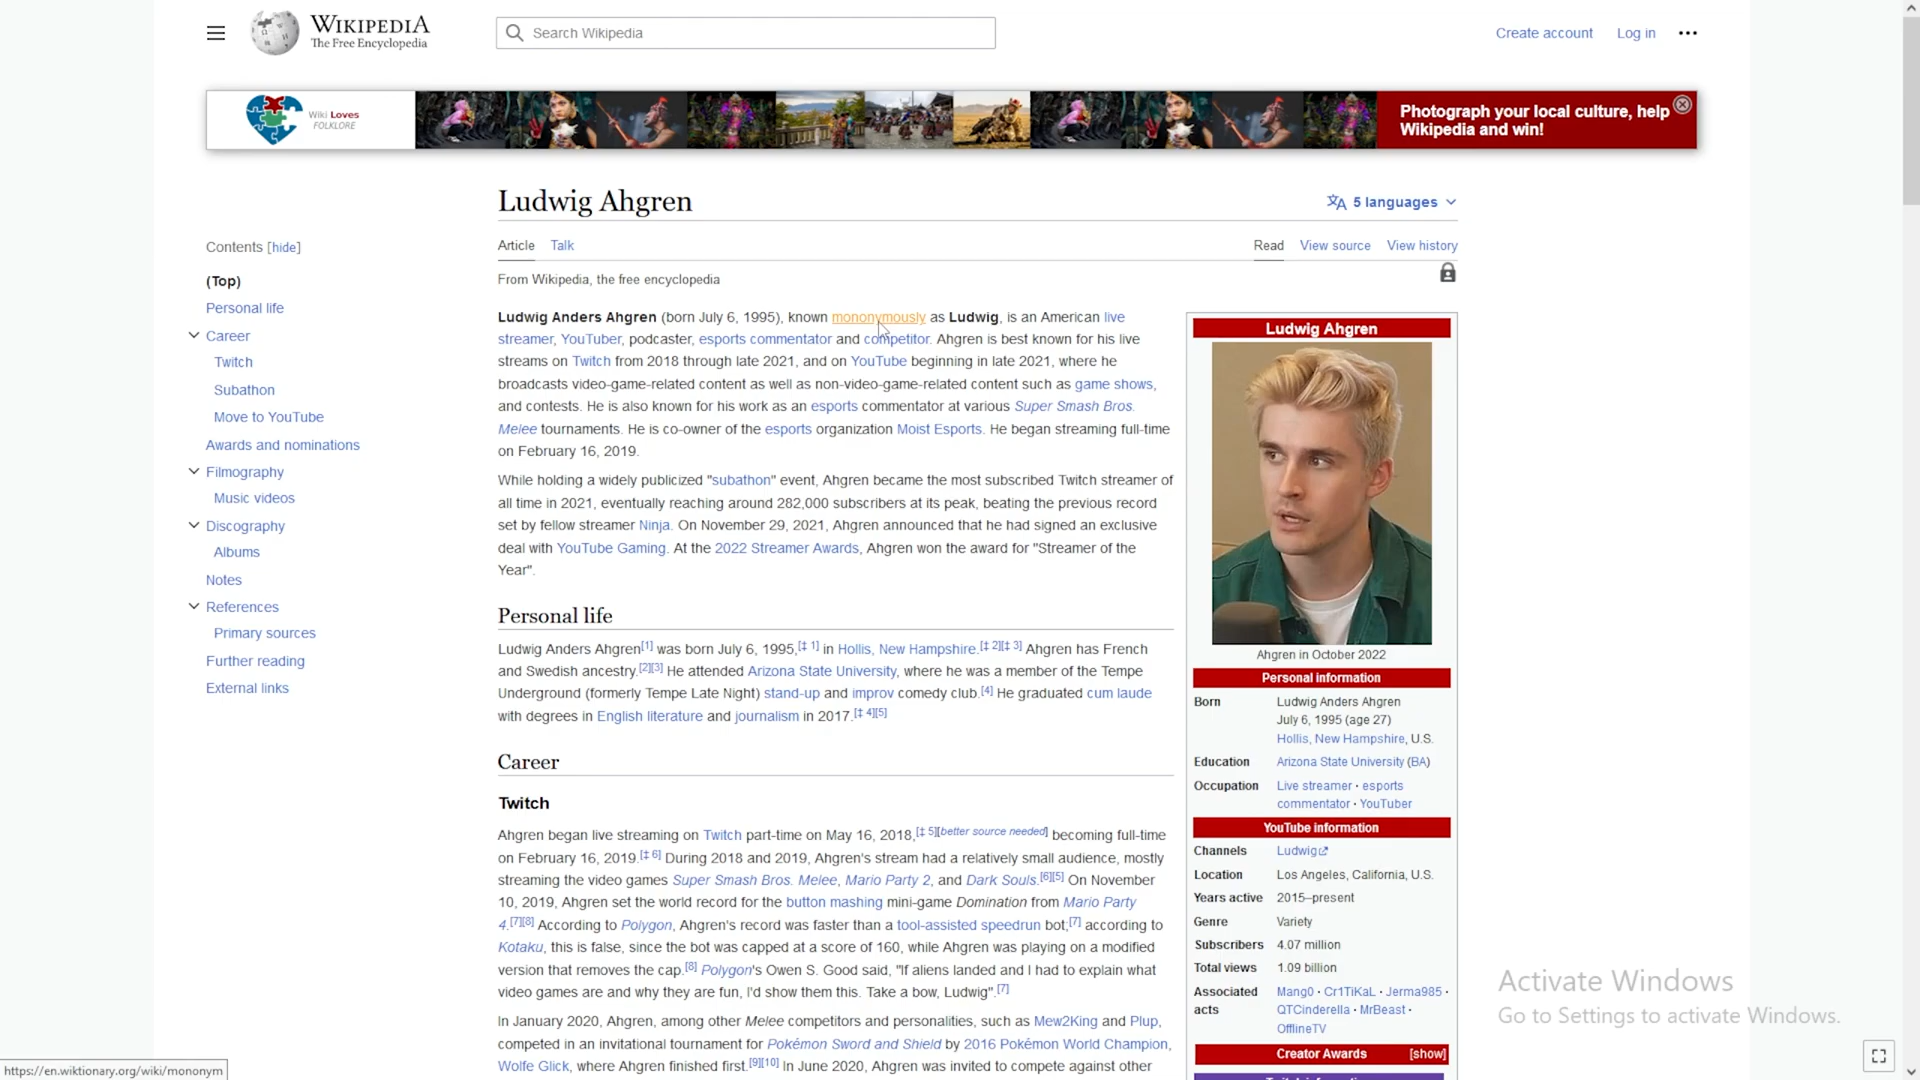 WIKIPEDIA
The Free Encyclopedia
Search Wikipedia
Create account
Log in
Wiki Loves
FOLKLORE
Photograph your local culture, help
Wikipedia and win!
Ludwig Ahgren
5 languages
Contents [hide]
(Top)
Personal life
Career
Twitch
Subathon
Move to YouTube
Awards and nominations
Filmography
Music videos
Discography
Albums
Notes
References
Primary sources
Further reading
External links
Article
Talk
Read
View source
View history
From Wikipedia, the free encyclopedia
Ludwig Anders Ahgren (born July 6, 1995), known mononymously as Ludwig, is an American live
streamer, YouTuber, podcaster, esports commentator and competitor. Ahgren is best known for his live
streams on Twitch from 2018 through late 2021, and on YouTube beginning in late 2021, where he
broadcasts video-game-related content as well as non-video-game-related content such as game shows,
and contests. He is also known for his work as an esports commentator at various Super Smash Bros.
Melee tournaments. He is co-owner of the esports organization Moist Esports. He began streaming full-time
on February 16, 2019.
While holding a widely publicized "subathon" event, Ahgren became the most subscribed Twitch streamer of
all time in 2021, eventually reaching around 282,000 subscribers at its peak, beating the previous record
set by fellow streamer Ninja. On November 29, 2021, Ahgren announced that he had signed an exclusive
deal with YouTube Gaming. At the 2022 Streamer Awards, Ahgren won the award for "Streamer of the
Year".
Personal life
Ludwig Anders Ahgren[1] was born July 6, 1995,[‡ 1] in Hollis, New Hampshire.[‡ 2][‡ 3] Ahgren has French
and Swedish ancestry.[2][3] He attended Arizona State University, where he was a member of the Tempe
Underground (formerly Tempe Late Night) stand-up and improv comedy club.[4] He graduated cum laude
with degrees in English literature and journalism in 2017.[‡ 4][5]
Career
Twitch
Ahgren began live streaming on Twitch part-time on May 16, 2018,[‡ 5][better source needed] becoming full-time
on February 16, 2019.[‡ 6] During 2018 and 2019, Ahgren's stream had a relatively small audience, mostly
streaming the video games Super Smash Bros. Melee, Mario Party 2, and Dark Souls.[6][5] On November
10, 2019, Ahgren set the world record for the button mashing mini-game Domination from Mario Party
4.[7][8] According to Polygon, Ahgren's record was faster than a tool-assisted speedrun bot;[7] according to
Kotaku, this is false, since the bot was capped at a score of 160, while Ahgren was playing on a modified
version that removes the cap.[8] Polygon's Owen S. Good said, "If aliens landed and I had to explain what
video games are and why they are fun, I'd show them this. Take a bow, Ludwig".[7]
In January 2020, Ahgren, among other Melee competitors and personalities, such as Mew2King and Plup,
competed in an invitational tournament for Pokémon Sword and Shield by 2016 Pokémon World Champion,
Wolfe Glick, where Ahgren finished first.[9][10] In June 2020, Ahgren was invited to compete against other
Ludwig Ahgren
Ahgren in October 2022
Personal information
Born Ludwig Anders Ahgren
July 6, 1995 (age 27)
Hollis, New Hampshire, U.S.
Education Arizona State University (BA)
Occupation Live streamer · esports
commentator · YouTuber
YouTube information
Channels Ludwig
Location Los Angeles, California, U.S.
Years active 2015–present
Genre Variety
Subscribers 4.07 million
Total views 1.09 billion
Associated Mang0 · Cr1TiKaL · Jerma985 ·
acts QTCinderella · MrBeast ·
OfflineTV
Creator Awards [show]
Activate Windows
Go to Settings to activate Windows.
https://en.wiktionary.org/wiki/mononym